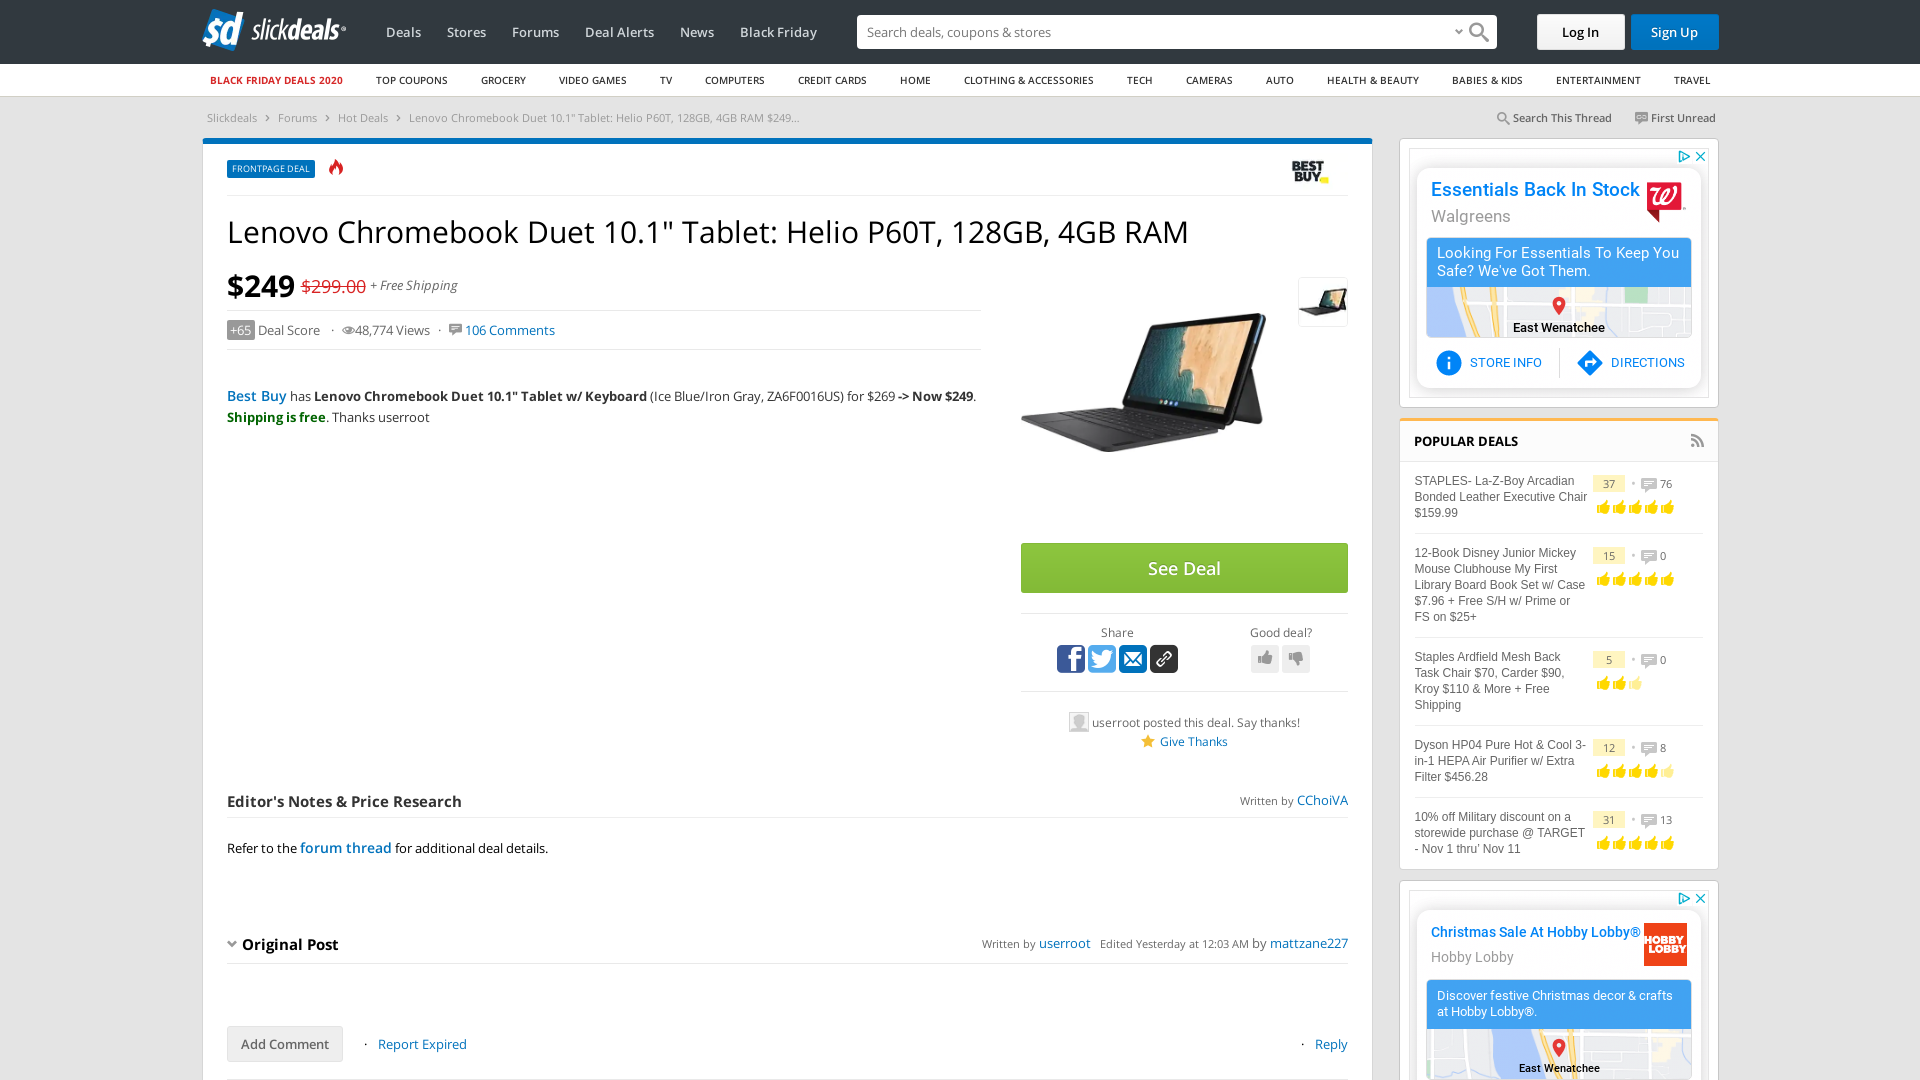 slickdeals
Deals
Stores
Forums
Deal Alerts
News
Black Friday
Search deals, coupons & shopping
Log In
Sign Up
BLACK FRIDAY DEALS 2020
TOP COUPONS
GROCERY
VIDEO GAMES
TV
COMPUTERS
CREDIT CARDS
HOME
CLOTHING & ACCESSORIES
TECH
CAMERAS
AUTO
HEALTH & BEAUTY
BABIES & KIDS
ENTERTAINMENT
TRAVEL
Slickdeals › Forums › Hot Deals › Lenovo Chromebook Duet 10.1" Tablet: Helio P60T, 128GB, 4GB RAM $249...
Search This Thread
First Unread
FRONTPAGE DEAL
BEST
BUY
Lenovo Chromebook Duet 10.1" Tablet: Helio P60T, 128GB, 4GB RAM
$249 $299.00 + Free Shipping
+65 Deal Score · 48,774 Views · 106 Comments
Best Buy has Lenovo Chromebook Duet 10.1" Tablet w/ Keyboard (Ice Blue/Iron Gray, ZA6F0016US) for $269 -> Now $249.
Shipping is free. Thanks userroot
See Deal
Share
Good deal?
userroot posted this deal. Say thanks!
Give Thanks
Editor's Notes & Price Research
Written by CChoiVA
Refer to the forum thread for additional deal details.
Original Post
Written by userroot Edited Yesterday at 12:03 AM by mattzane227
Add Comment
· Report Expired
· Reply
Essentials Back In Stock
Walgreens
Looking For Essentials To Keep You
Safe? We've Got Them.
East Wenatchee
STORE INFO
DIRECTIONS
POPULAR DEALS
STAPLES- La-Z-Boy Arcadian
Bonded Leather Executive Chair
$159.99
37 • 76
12-Book Disney Junior Mickey
Mouse Clubhouse My First
Library Board Book Set w/ Case
$7.96 + Free S/H w/ Prime or
FS on $25+
15 • 0
Staples Ardfield Mesh Back
Task Chair $70, Carder $90,
Kroy $110 & More + Free
Shipping
5 • 0
Dyson HP04 Pure Hot & Cool 3-
in-1 HEPA Air Purifier w/ Extra
Filter $456.28
12 • 8
10% off Military discount on a
storewide purchase @ TARGET
- Nov 1 thru' Nov 11
31 • 13
Christmas Sale At Hobby Lobby®
Hobby Lobby
HOBBY
LOBBY
Discover festive Christmas decor & crafts
at Hobby Lobby®.
East Wenatchee